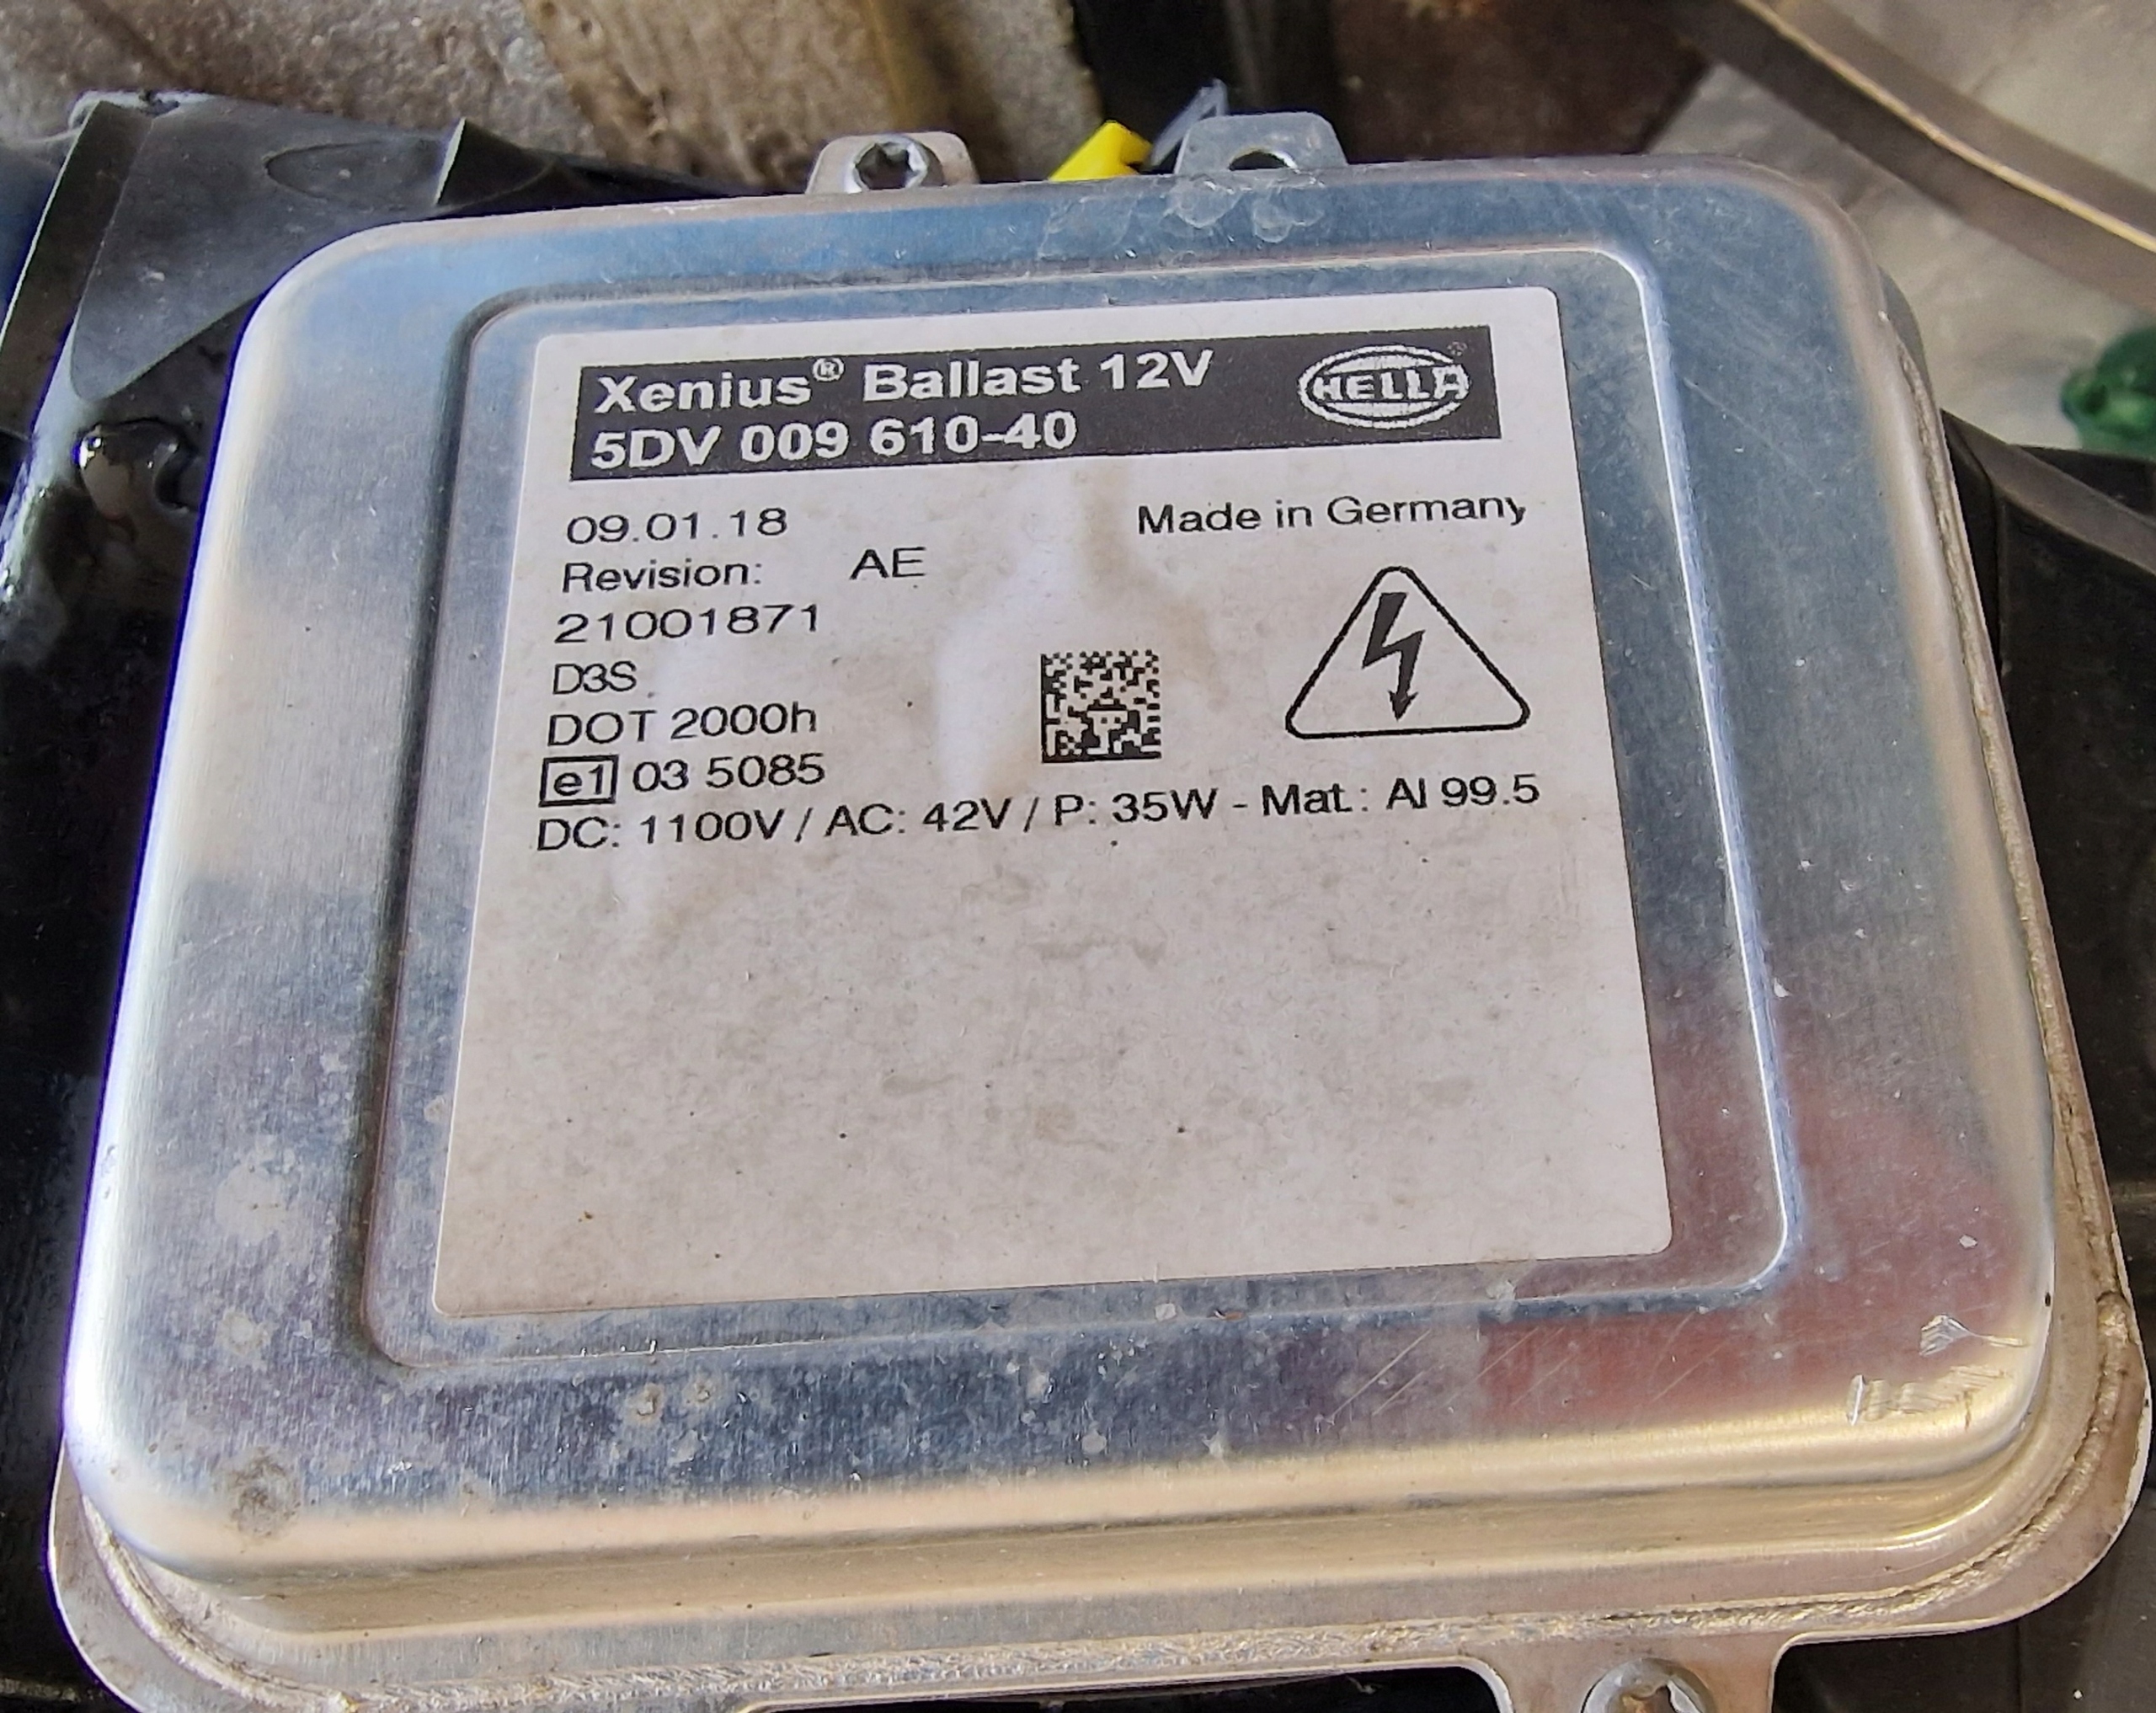 Xenius® Ballast 12V
5DV 009 610-40
HELLA ®
09.01.18
Made in Germany
Revision: AE
21001871
D3S
DOT 2000h
e1 03 5085
DC: 1100V / AC: 42V / P: 35W - Mat.: Al 99.5